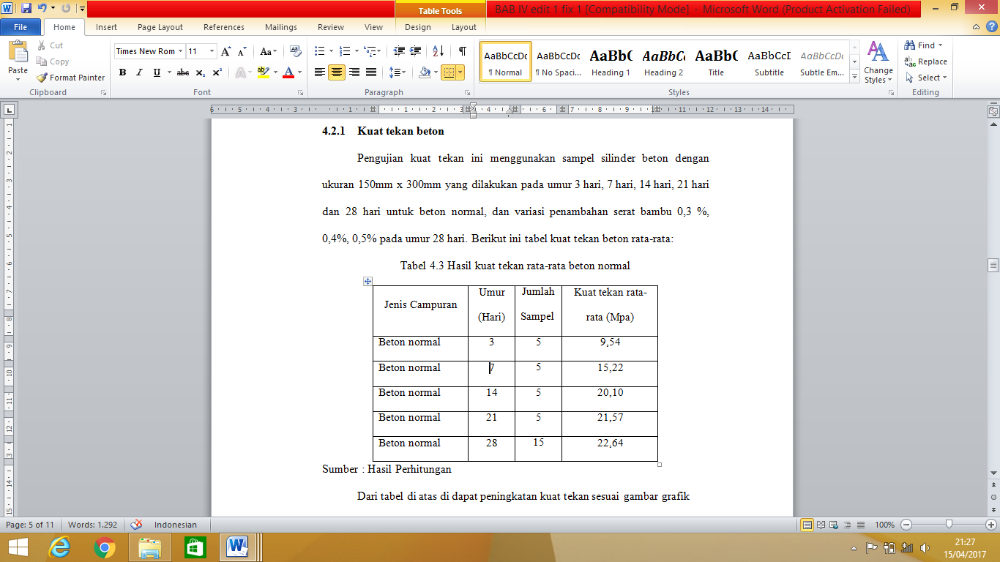 Table Tools
BAB IV edit 1 fix 1 [Compatibility Mode] - Microsoft Word (Product Activation Failed)
File Home Insert Page Layout References Mailings Review View Design Layout
Paste
Cut
Copy
Format Painter
Clipboard
Times New Rom 11
Font
Paragraph
AaBbCcDc AaBbCcDc AaBbC AaBbCc AaBbC AaBbCcI AaBbCcDc
¶ Normal ¶ No Spaci... Heading 1 Heading 2 Title Subtitle Subtle Em...
Change
Styles
Styles
Find
Replace
Select
Editing
4.2.1 Kuat tekan beton
Pengujian kuat tekan ini menggunakan sampel silinder beton dengan
ukuran 150mm x 300mm yang dilakukan pada umur 3 hari, 7 hari, 14 hari, 21 hari
dan 28 hari untuk beton normal, dan variasi penambahan serat bambu 0,3 %,
0,4%, 0,5% pada umur 28 hari. Berikut ini tabel kuat tekan beton rata-rata:
Tabel 4.3 Hasil kuat tekan rata-rata beton normal
Jenis Campuran
Umur
(Hari)
Jumlah
Sampel
Kuat tekan rata-
rata (Mpa)
Beton normal 3 5 9,54
Beton normal 7 5 15,22
Beton normal 14 5 20,10
Beton normal 21 5 21,57
Beton normal 28 15 22,64
Sumber : Hasil Perhitungan
Dari tabel di atas di dapat peningkatan kuat tekan sesuai gambar grafik
Page: 5 of 11 Words: 1.292 Indonesian 100%
21:27
15/04/2017